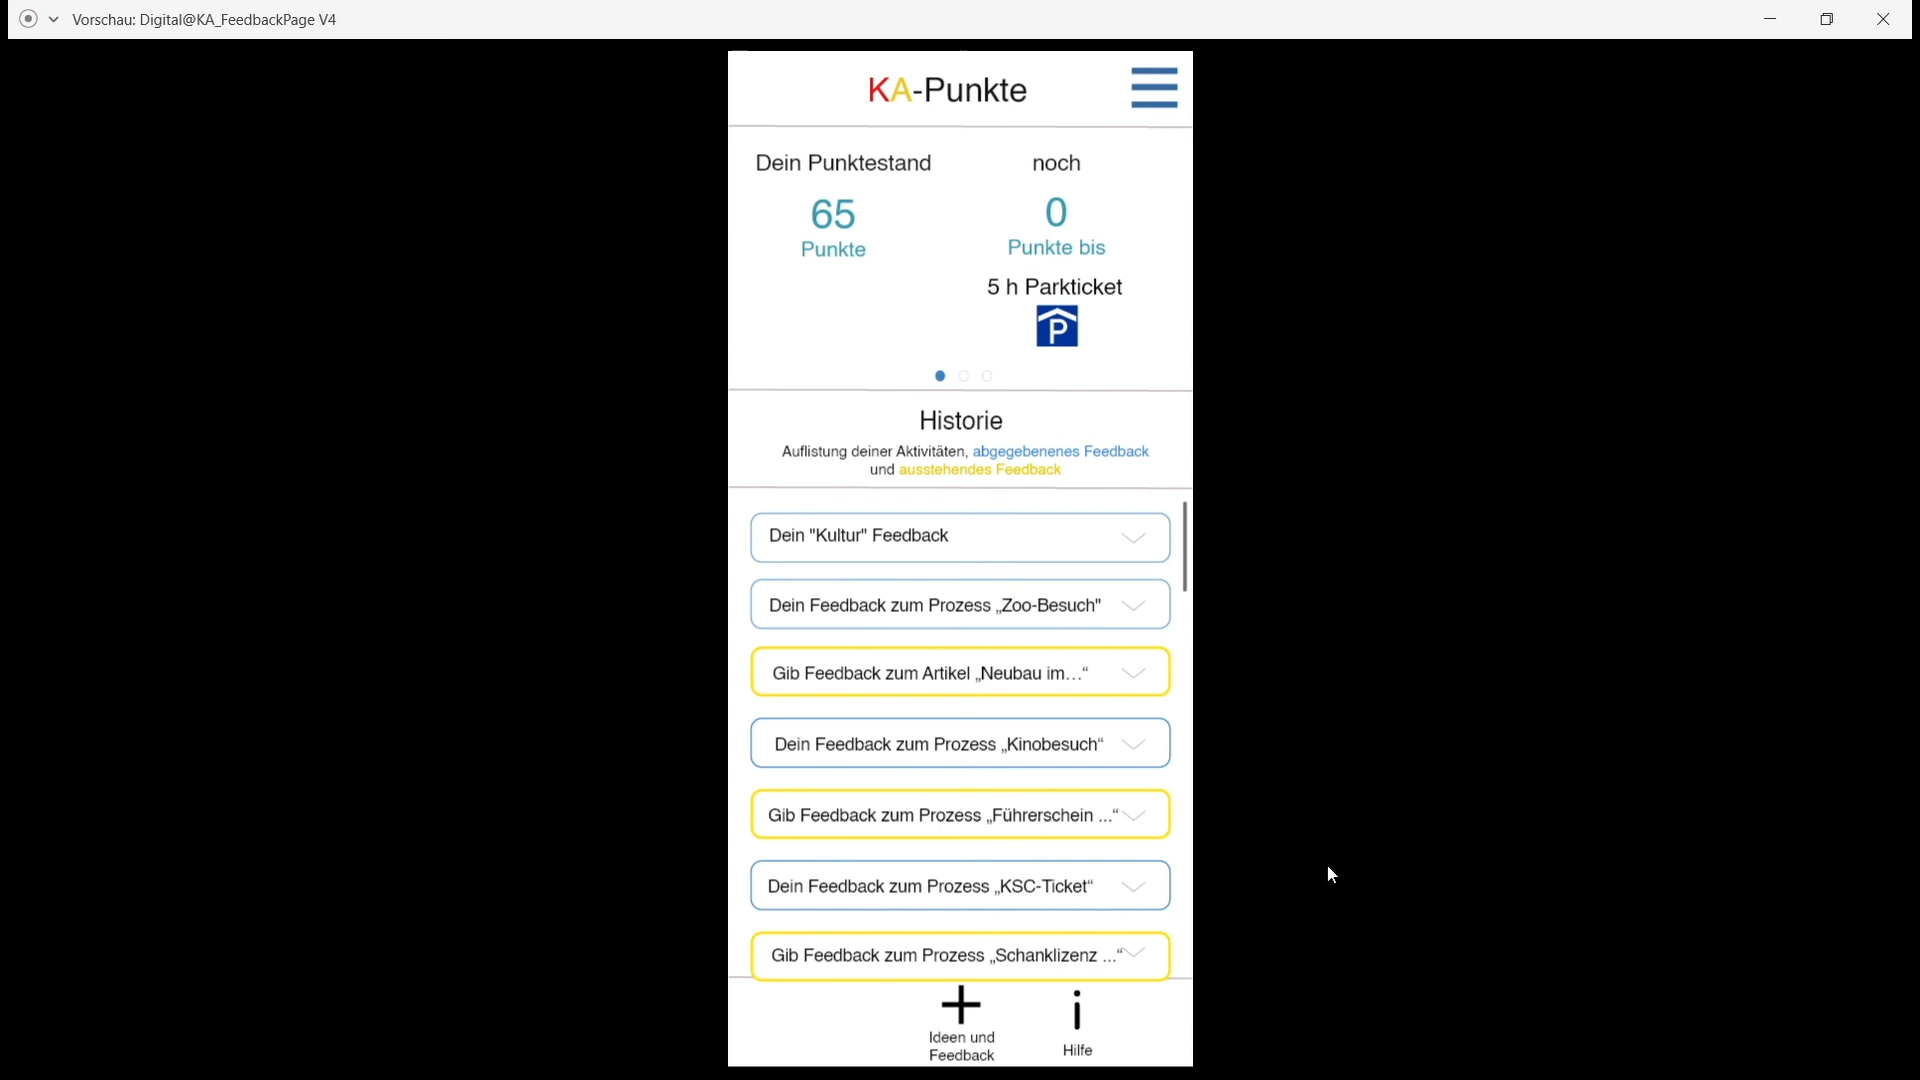 Vorschau: Digital@KA_FeedbackPage V4
KA-Punkte
Dein Punktestand
noch
65
0
Punkte
Punkte bis
5 h Parkticket
P
Historie
Auflistung deiner Aktivitäten, abgegebenenes Feedback
und ausstehendes Feedback
Dein "Kultur" Feedback
Dein Feedback zum Prozess „Zoo-Besuch"
Gib Feedback zum Artikel „Neubau im…“
Dein Feedback zum Prozess „Kinobesuch“
Gib Feedback zum Prozess „Führerschein ...“
Dein Feedback zum Prozess „KSC-Ticket“
Gib Feedback zum Prozess „Schanklizenz ...“
Ideen und
Feedback
Hilfe